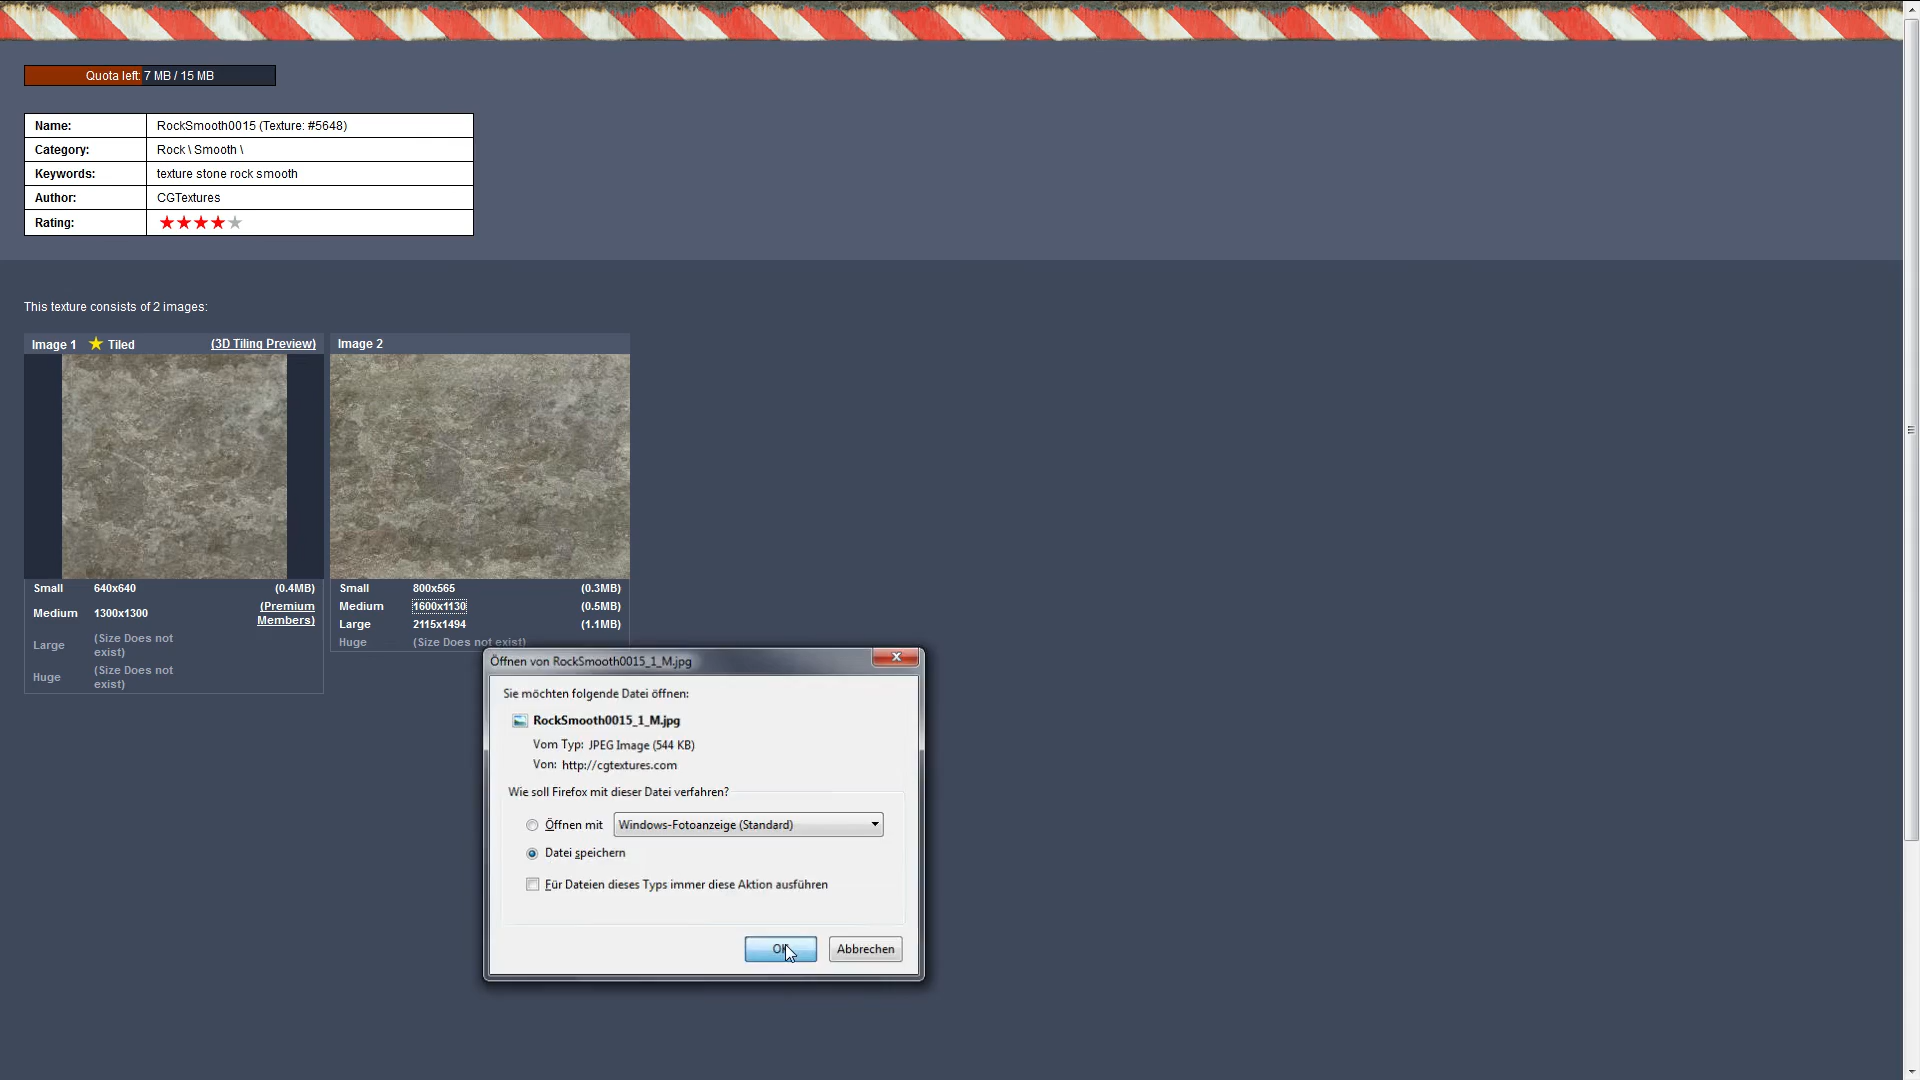 Quota left: 7 MB / 15 MB
Name: RockSmooth0015 (Texture: #5648)
Category: Rock \ Smooth \
Keywords: texture stone rock smooth
Author: CGTextures
Rating:
This texture consists of 2 images:
Image 1 Tiled (3D Tiling Preview)
Small 640x640 (0.4MB)
Medium 1300x1300 (Premium Members)
Large (Size Does not exist)
Huge (Size Does not exist)
Image 2
Small 800x565 (0.3MB)
Medium 1600x1130 (0.5MB)
Large 2115x1494 (1.1MB)
Huge (Size Does not exist)
Öffnen von RockSmooth0015_1_M.jpg
Sie möchten folgende Datei öffnen:
RockSmooth0015_1_M.jpg
Vom Typ: JPEG Image (544 KB)
Von: http://cgtextures.com
Wie soll Firefox mit dieser Datei verfahren?
Öffnen mit Windows-Fotoanzeige (Standard)
Datei speichern
Für Dateien dieses Typs immer diese Aktion ausführen
OK Abbrechen